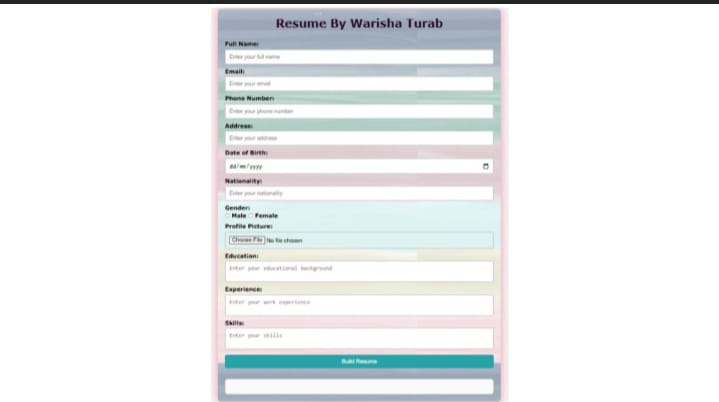 Resume By Warisha Turab
Full Name:
Enter your full name
Email:
Enter your email
Phone Number:
Enter your phone number
Address:
Enter your address
Date of Birth:
dd/mm/yyyy
Nationality:
Enter your nationality
Gender:
Male Female
Profile Picture:
Choose File No file chosen
Education:
Enter your educational background
Experience:
Enter your work experience
Skills:
Enter your skills
Build Resume